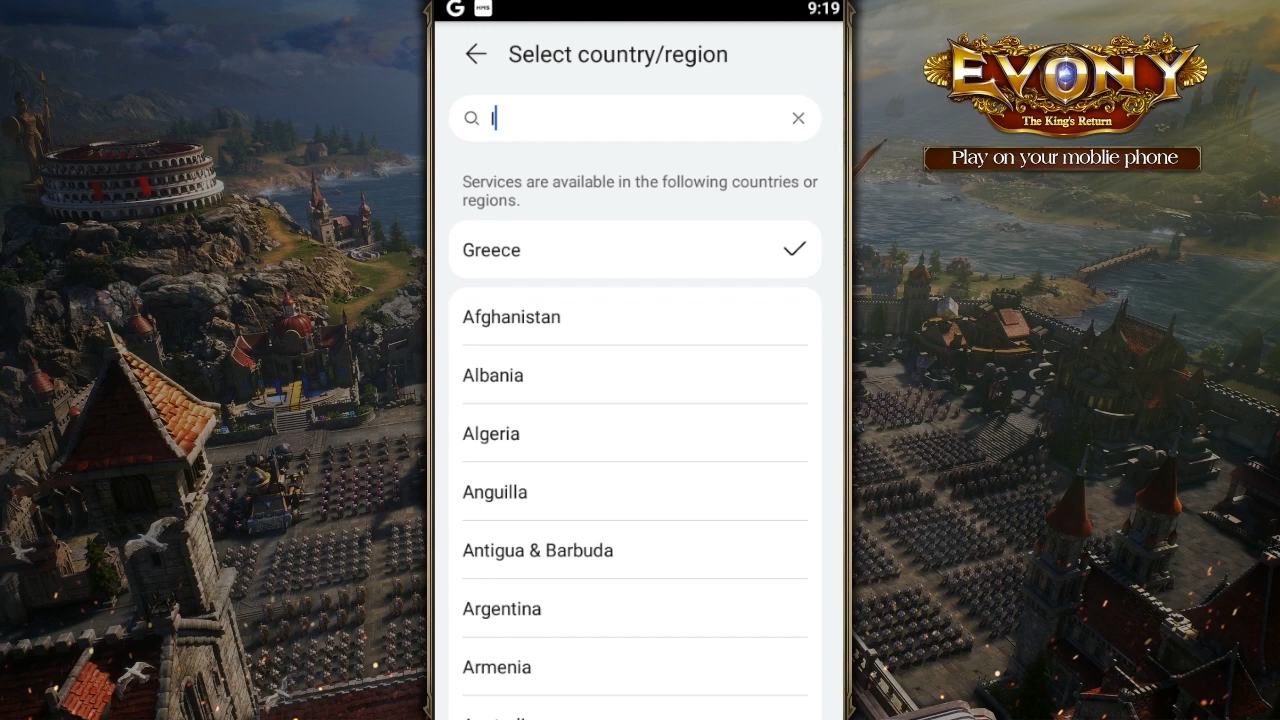 G HMS 9:19
Select country/region
I
Services are available in the following countries or
regions.
Greece
Afghanistan
Albania
Algeria
Anguilla
Antigua & Barbuda
Argentina
Armenia
EVONY
The King's Return
Play on your moblie phone